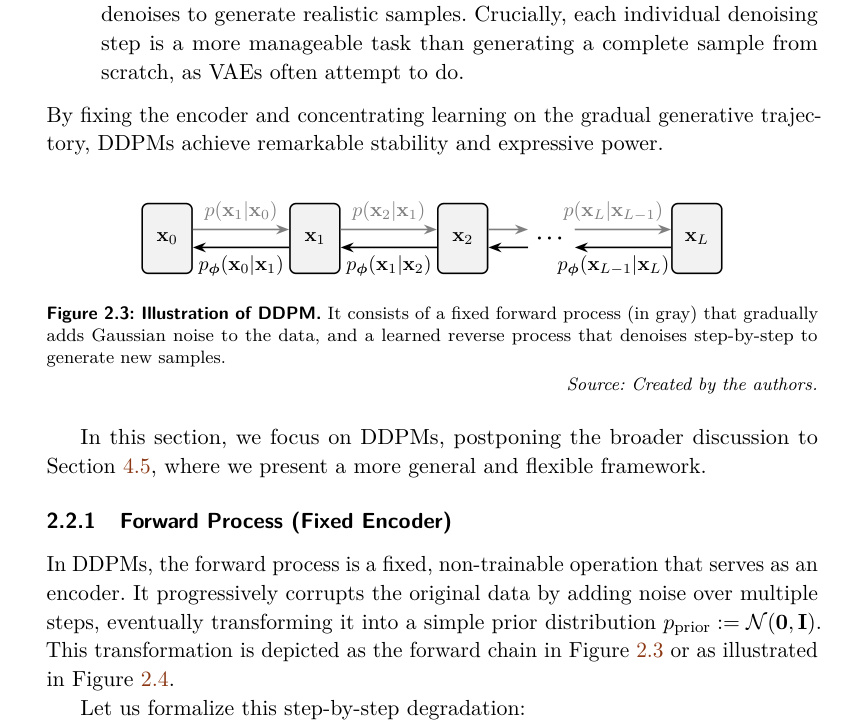 denoises to generate realistic samples. Crucially, each individual denoising
step is a more manageable task than generating a complete sample from
scratch, as VAEs often attempt to do.
By fixing the encoder and concentrating learning on the gradual generative trajec-
tory, DDPMs achieve remarkable stability and expressive power.
p(x₁|x₀) p(x₂|x₁) p(x_L|x_{L−1})
x₀ x₁ x₂ ··· x_L
p_ϕ(x₀|x₁) p_ϕ(x₁|x₂) p_ϕ(x_{L−1}|x_L)
Figure 2.3: Illustration of DDPM. It consists of a fixed forward process (in gray) that gradually
adds Gaussian noise to the data, and a learned reverse process that denoises step-by-step to
generate new samples.
Source: Created by the authors.
In this section, we focus on DDPMs, postponing the broader discussion to
Section 4.5, where we present a more general and flexible framework.
2.2.1 Forward Process (Fixed Encoder)
In DDPMs, the forward process is a fixed, non-trainable operation that serves as an
encoder. It progressively corrupts the original data by adding noise over multiple
steps, eventually transforming it into a simple prior distribution p_prior := 𝒩(0, I).
This transformation is depicted as the forward chain in Figure 2.3 or as illustrated
in Figure 2.4.
Let us formalize this step-by-step degradation: